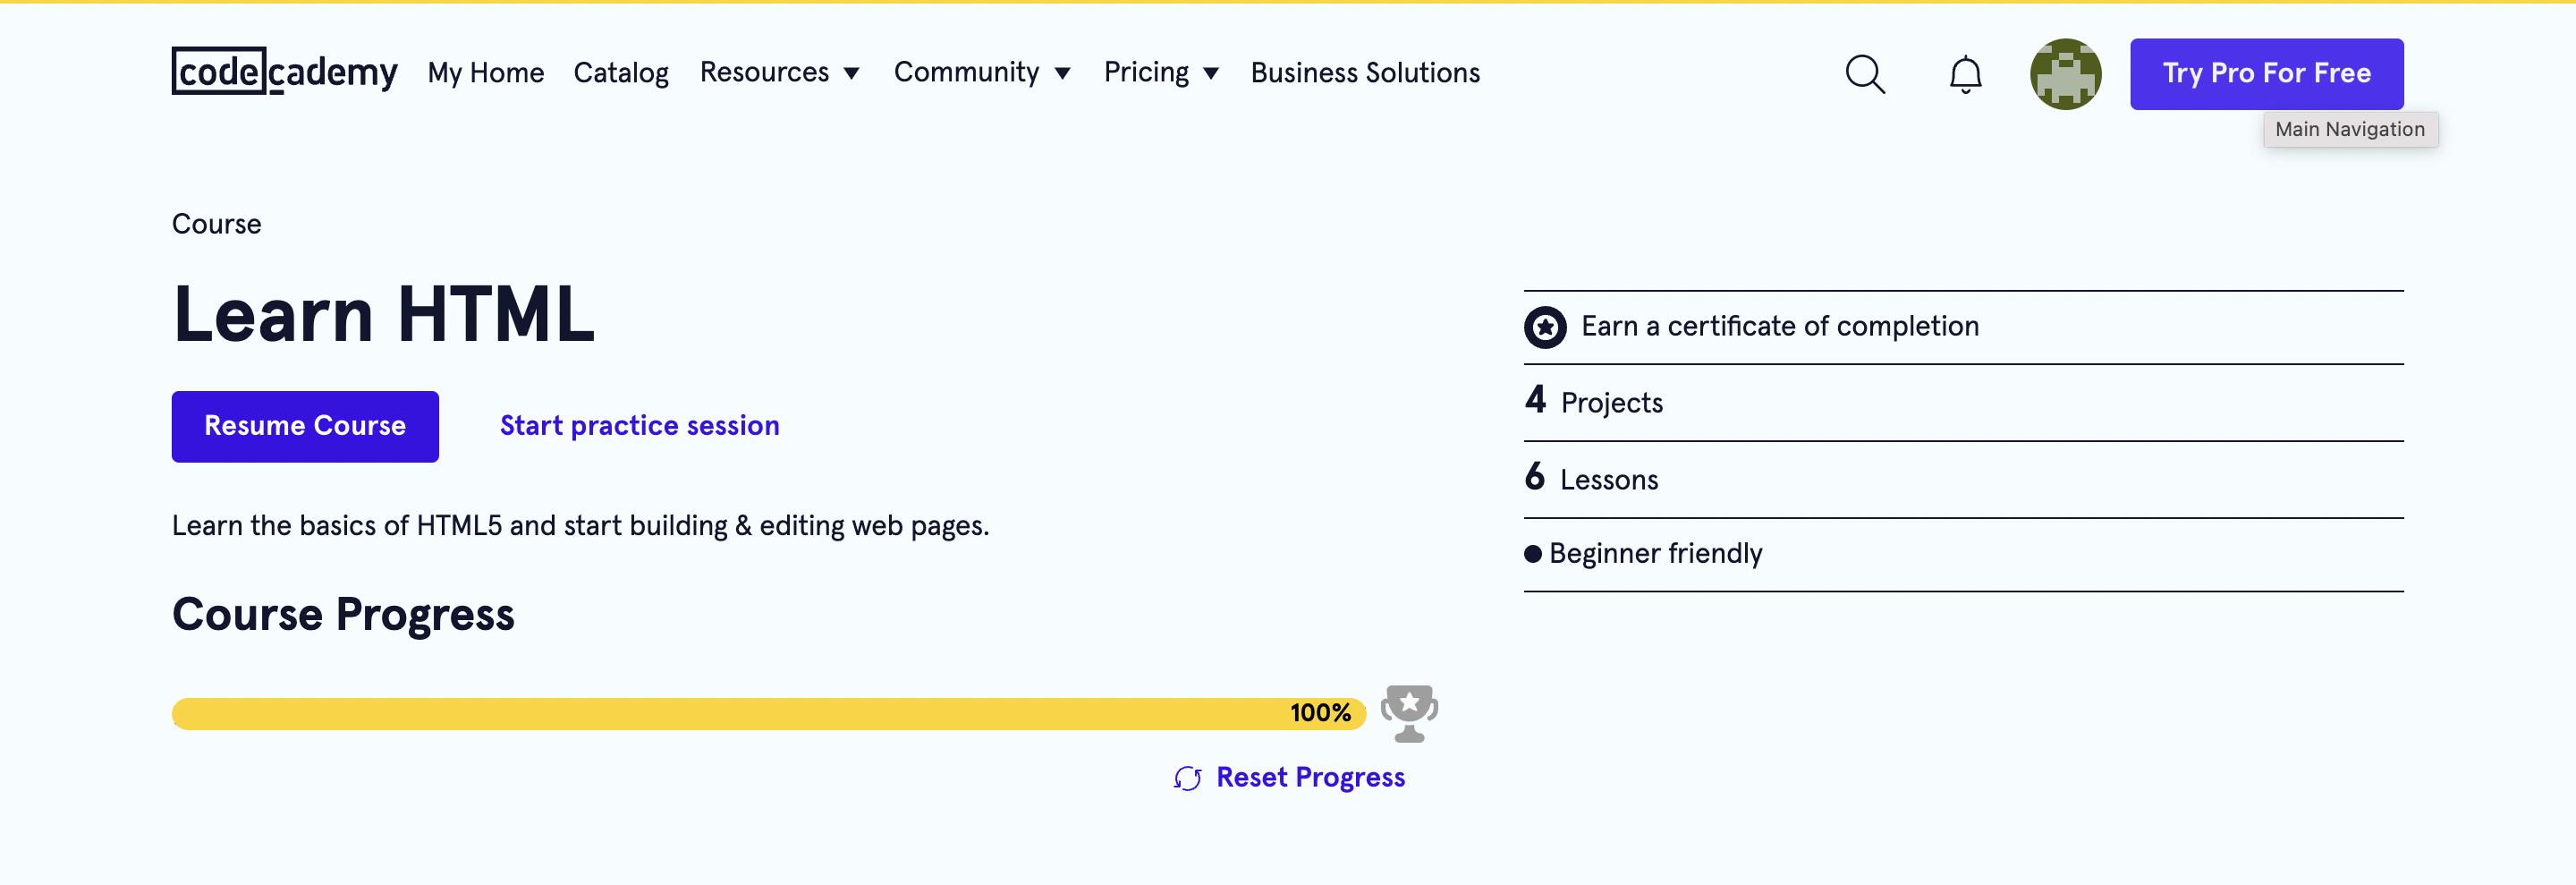 codecademy My Home Catalog Resources Community Pricing Business Solutions Try Pro For Free
Main Navigation
Course
Learn HTML
Resume Course Start practice session
Learn the basics of HTML5 and start building & editing web pages.
Course Progress
100%
Reset Progress
Earn a certificate of completion
4 Projects
6 Lessons
Beginner friendly